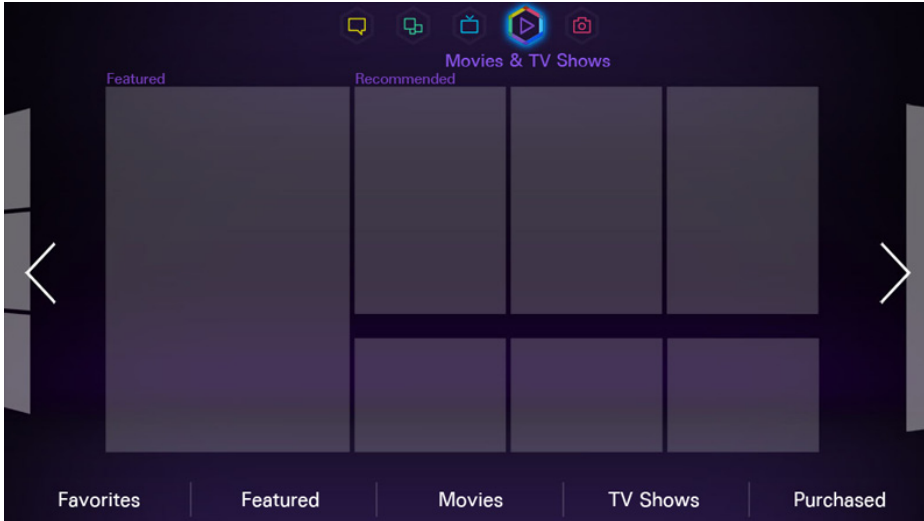 Movies & TV Shows
Featured
Recommended
Favorites
Featured
Movies
TV Shows
Purchased